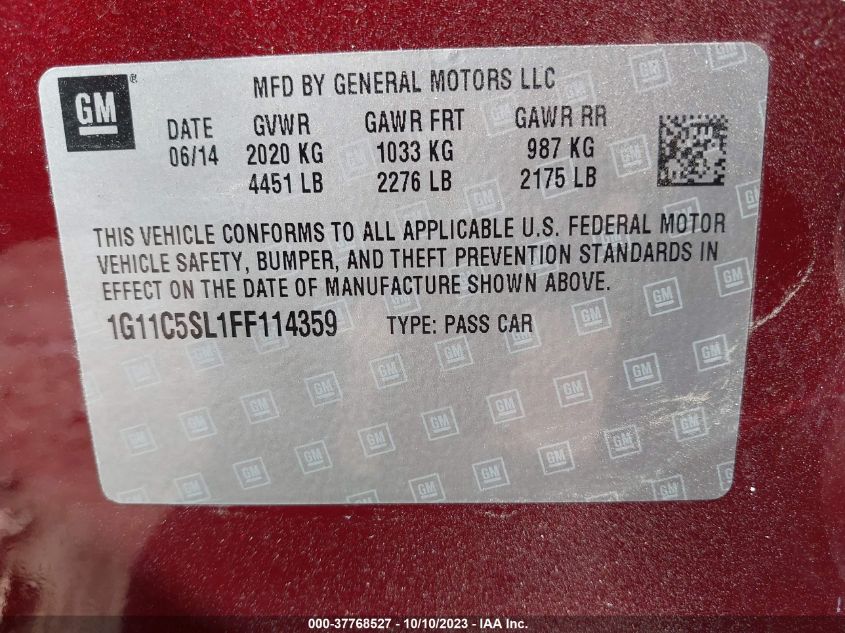 GM ®
MFD BY GENERAL MOTORS LLC
DATE GVWR GAWR FRT GAWR RR
06/14 2020 KG 1033 KG 987 KG
4451 LB 2276 LB 2175 LB
THIS VEHICLE CONFORMS TO ALL APPLICABLE U.S. FEDERAL MOTOR
VEHICLE SAFETY, BUMPER, AND THEFT PREVENTION STANDARDS IN
EFFECT ON THE DATE OF MANUFACTURE SHOWN ABOVE.
1G11C5SL1FF114359 TYPE: PASS CAR
000-37768527 - 10/10/2023 - IAA Inc.